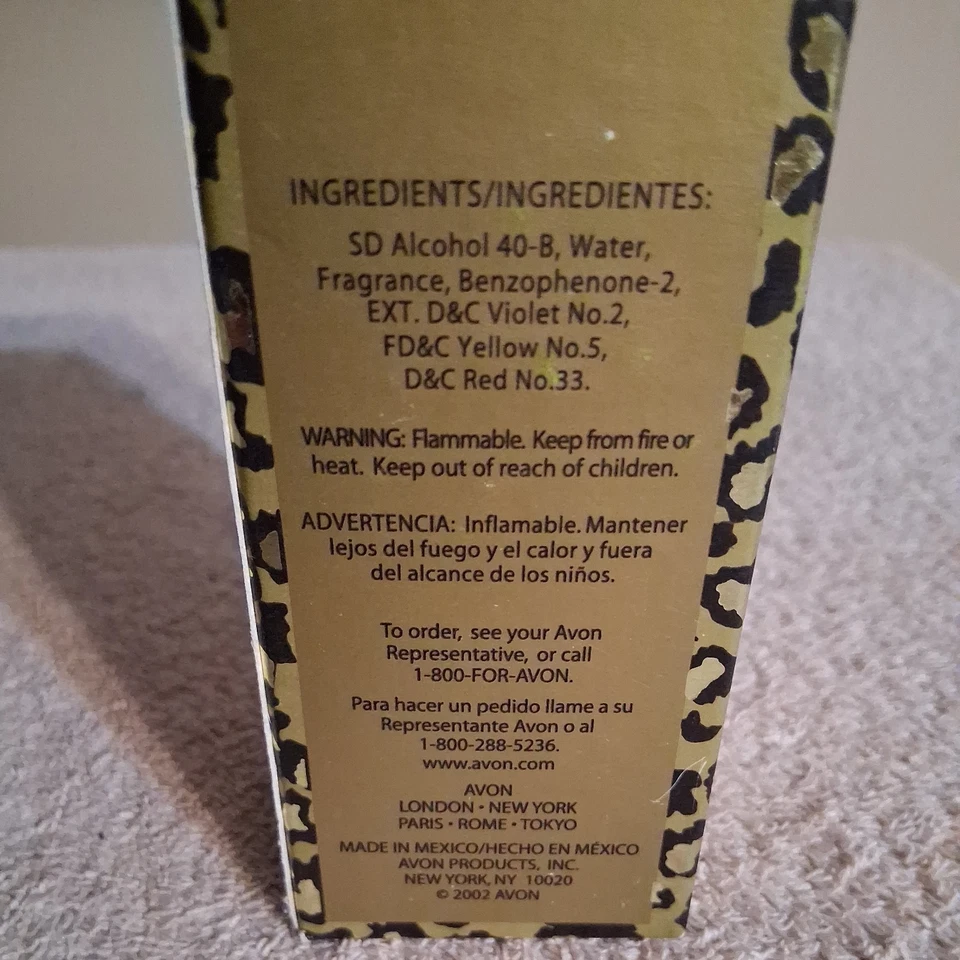 INGREDIENTS/INGREDIENTES:
SD Alcohol 40-B, Water,
Fragrance, Benzophenone-2,
EXT. D&C Violet No.2,
FD&C Yellow No.5,
D&C Red No.33.
WARNING: Flammable. Keep from fire or
heat. Keep out of reach of children.
ADVERTENCIA: Inflamable. Mantener
lejos del fuego y el calor y fuera
del alcance de los niños.
To order, see your Avon
Representative, or call
1-800-FOR-AVON.
Para hacer un pedido llame a su
Representante Avon o al
1-800-288-5236.
www.avon.com
AVON
LONDON • NEW YORK
PARIS • ROME • TOKYO
MADE IN MEXICO/HECHO EN MÉXICO
AVON PRODUCTS, INC.
NEW YORK, NY 10020
© 2002 AVON